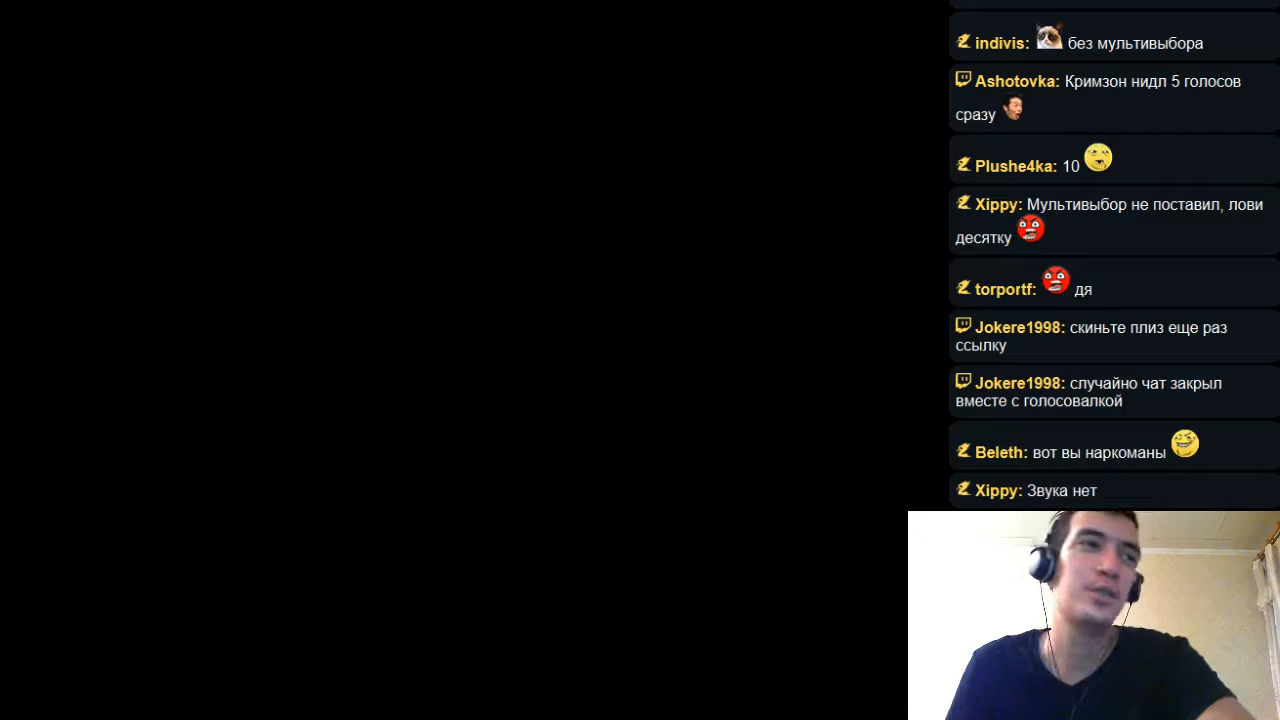 indivis: без мультивыбора
Ashotovka: Кримзон нидл 5 голосов
сразу
Plushe4ka: 10
Xippy: Мультивыбор не поставил, лови
десятку
torportf: дя
Jokere1998: скиньте плиз еще раз
ссылку
Jokere1998: случайно чат закрыл
вместе с голосовалкой
Beleth: вот вы наркоманы
Xippy: Звука нет